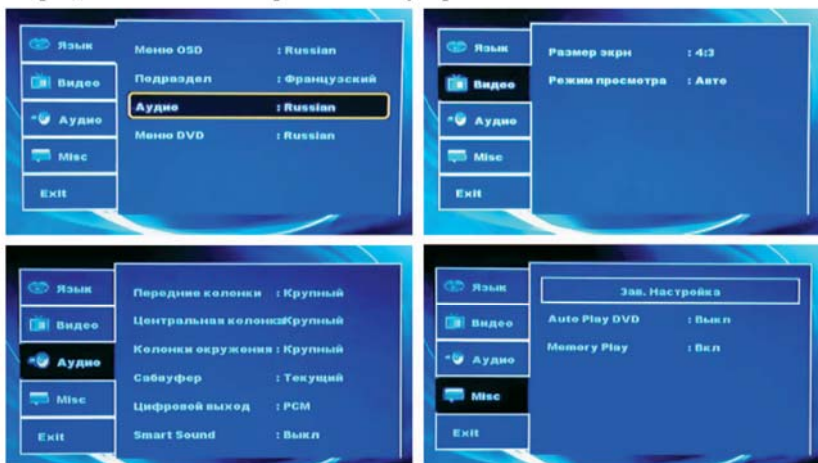 Язык
Видео
Аудио
Misc
Exit
Меню OSD : Russian
Подраздел : Французский
Аудио : Russian
Меню DVD : Russian
Язык
Видео
Аудио
Misc
Exit
Размер экрн : 4:3
Режим просмотра : Авто
Язык
Видео
Аудио
Misc
Exit
Передние колонки : Крупный
Центральная колонка:Крупный
Колонки окружения : Крупный
Сабвуфер : Текущий
Цифровой выход : PCM
Smart Sound : Выкл
Язык
Видео
Аудио
Misc
Exit
Зав. Настройка
Auto Play DVD : Выкл
Memory Play : Вкл